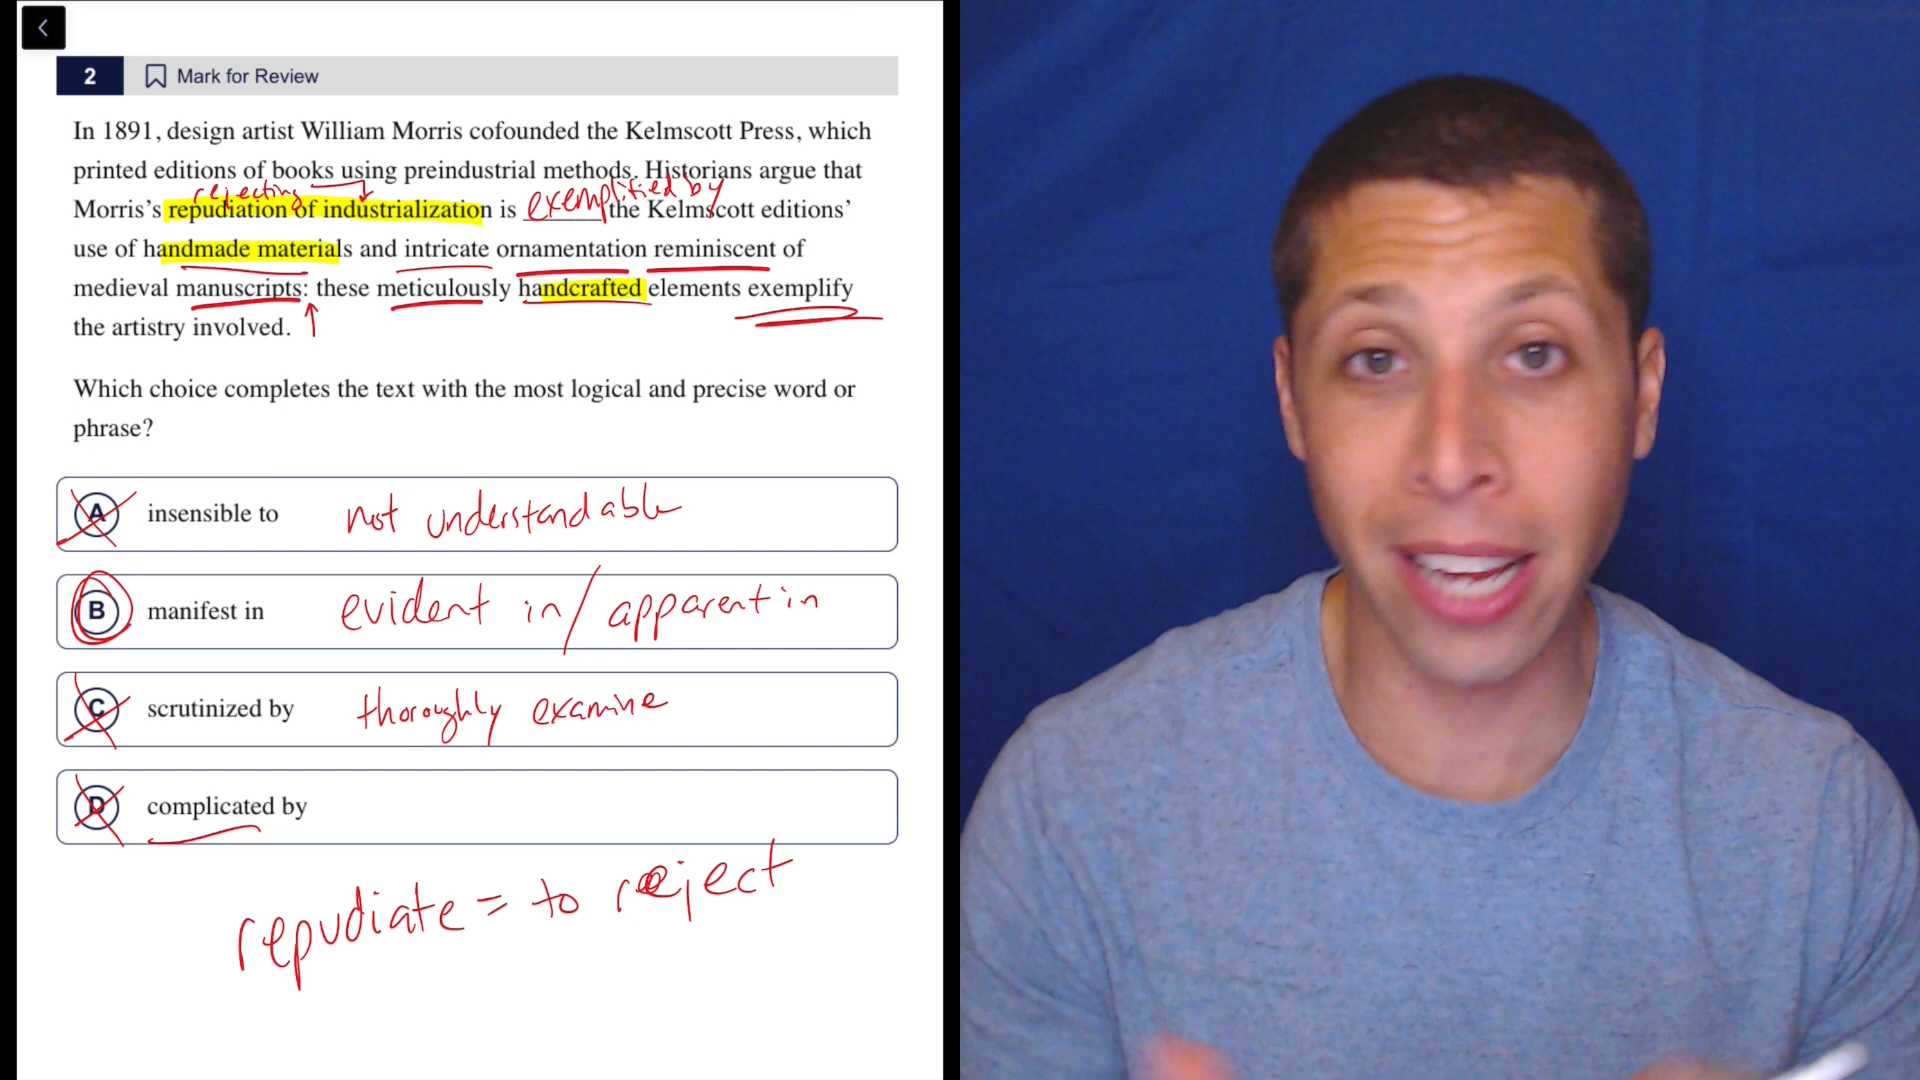 2 Mark for Review
In 1891, design artist William Morris cofounded the Kelmscott Press, which
printed editions of books using preindustrial methods. Historians argue that
rejecting exemplified by
Morris's repudiation of industrialization is ______ the Kelmscott editions'
use of handmade materials and intricate ornamentation reminiscent of
medieval manuscripts: these meticulously handcrafted elements exemplify
the artistry involved.
Which choice completes the text with the most logical and precise word or
phrase?
A insensible to not understandable
B manifest in evident in/apparent in
C scrutinized by thoroghly examine
D complicated by
repudiate = to reject